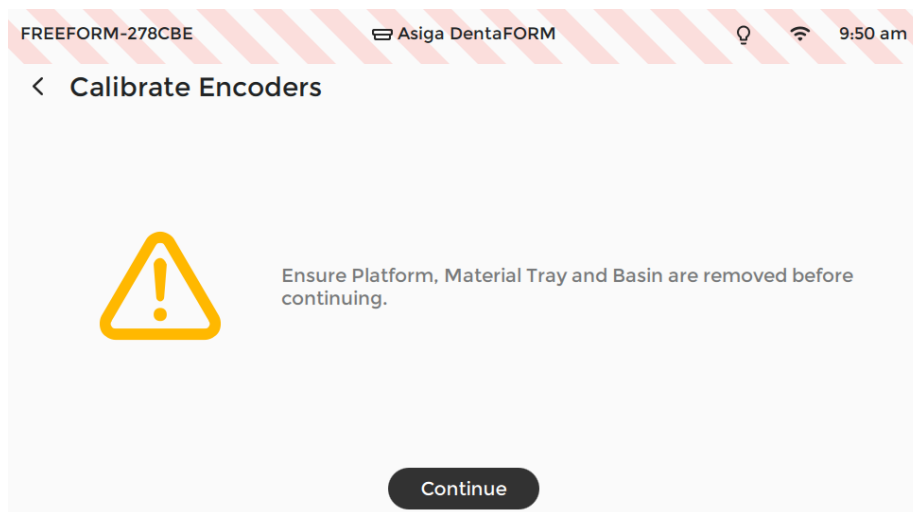 FREEFORM-278CBE Asiga DentaFORM 9:50 am
Calibrate Encoders
Ensure Platform, Material Tray and Basin are removed before
continuing.
Continue